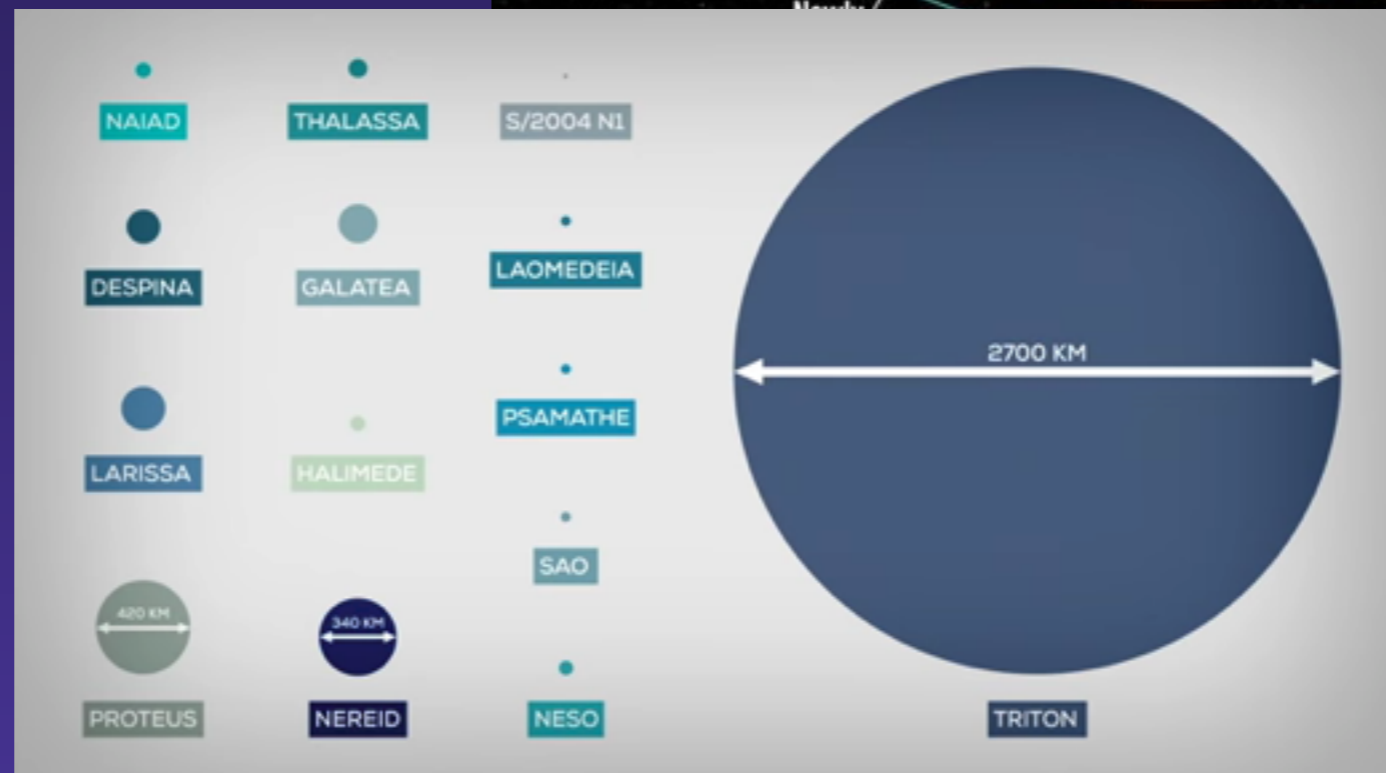 Newly
NAIAD
THALASSA
S/2004 N1
DESPINA
GALATEA
LAOMEDEIA
2700 KM
PSAMATHE
LARISSA
HALIMEDE
SAO
420 KM
340 KM
PROTEUS
NEREID
NESO
TRITON